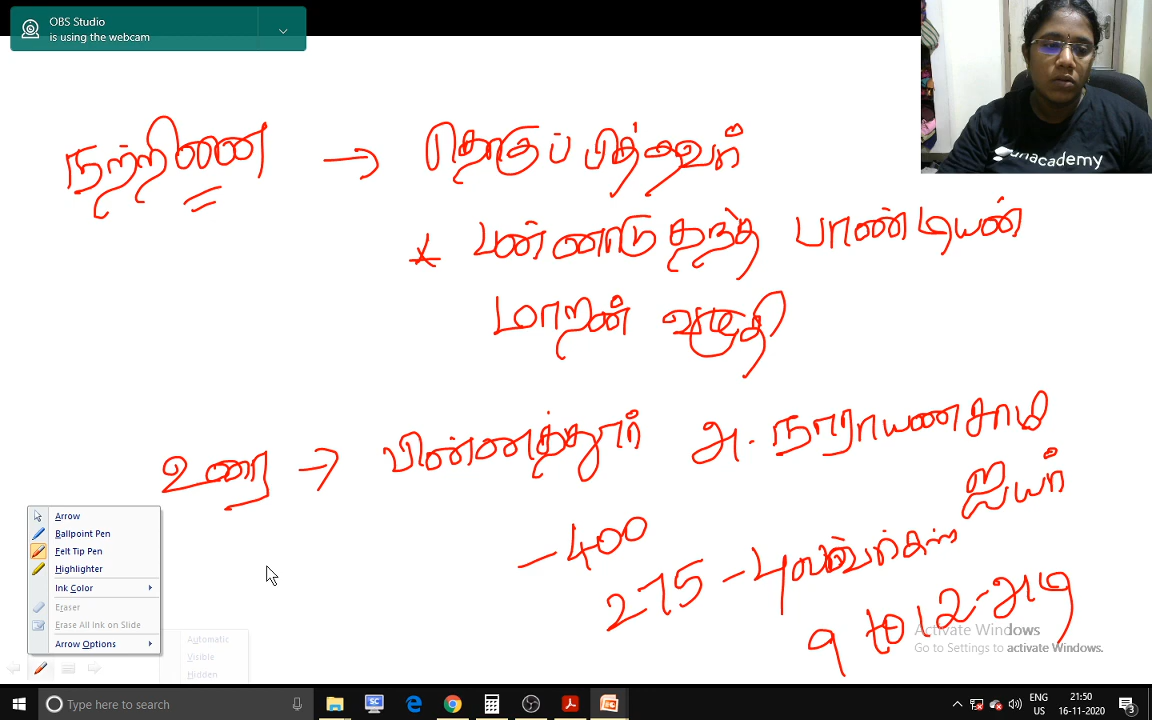 OBS Studio
is using the webcam
unacademy
நற்றிணை → தொகுப்பித்தவர்
* பன்னாடு தந்த பாண்டியன்
மாறன் வழுதி
உரை → பின்னத்தூர் அ. நாராயணசாமி
ஐயர்
- 400
275 - புலவர்கள்
9 to 12 - அடி
Arrow
Ballpoint Pen
Felt Tip Pen
Highlighter
Ink Color
Eraser
Erase All Ink on Slide
Arrow Options
Automatic
Visible
Hidden
Activate Windows
Go to Settings to activate Windows.
Type here to search
SC
ENG
US
21:50
16-11-2020
3